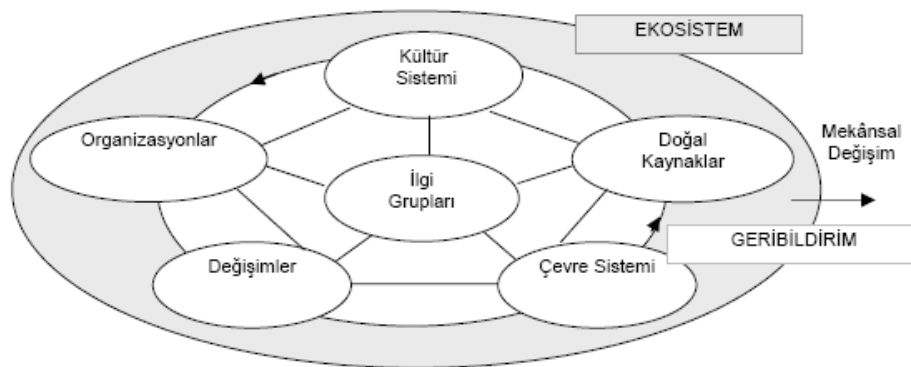 EKOSİSTEM
Kültür
Sistemi
Organizasyonlar
Doğal
Kaynaklar
Mekânsal
Değişim
İlgi
Grupları
GERİBİLDİRİM
Değişimler
Çevre Sistemi